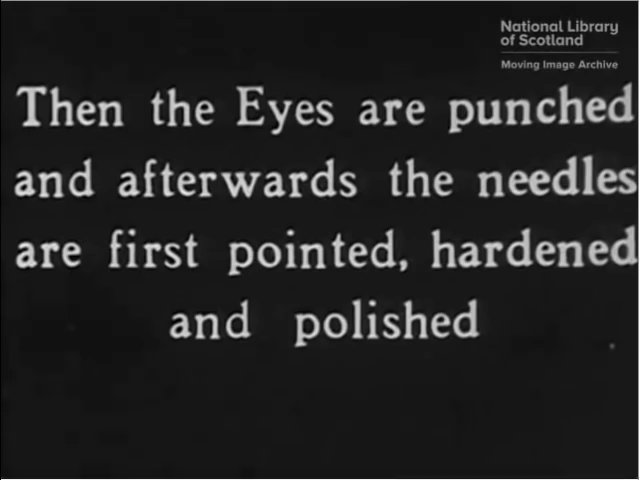 National Library
of Scotland
Moving Image Archive
Then the Eyes are punched
and afterwards the needles
are first pointed, hardened
and polished